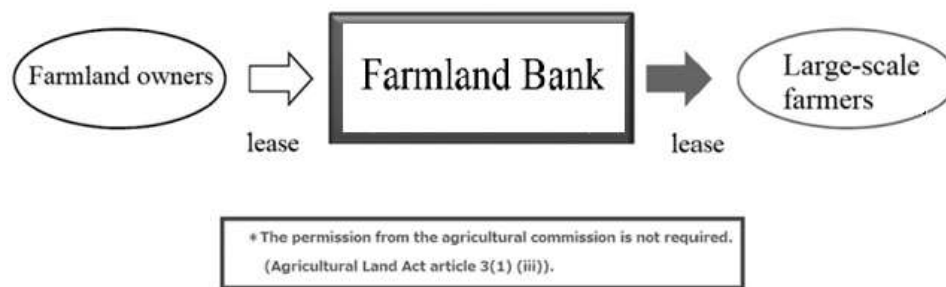 Farmland owners
lease
Farmland Bank
lease
Large-scale
farmers
* The permission from the agricultural commission is not required.
(Agricultural Land Act article 3(1) (iii)).